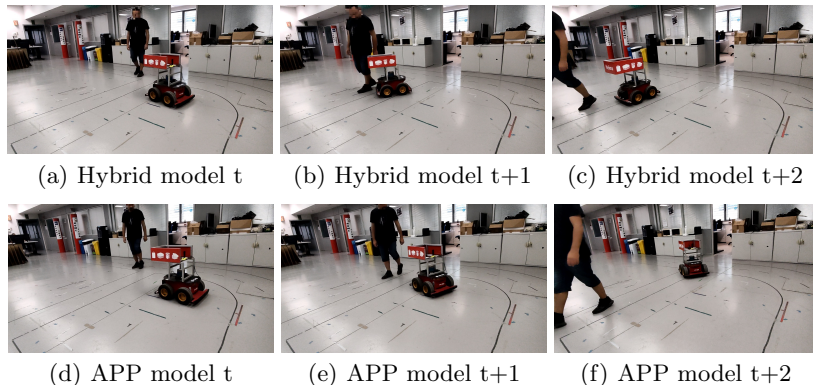 (a) Hybrid model t
(b) Hybrid model t+1
(c) Hybrid model t+2
(d) APP model t
(e) APP model t+1
(f) APP model t+2